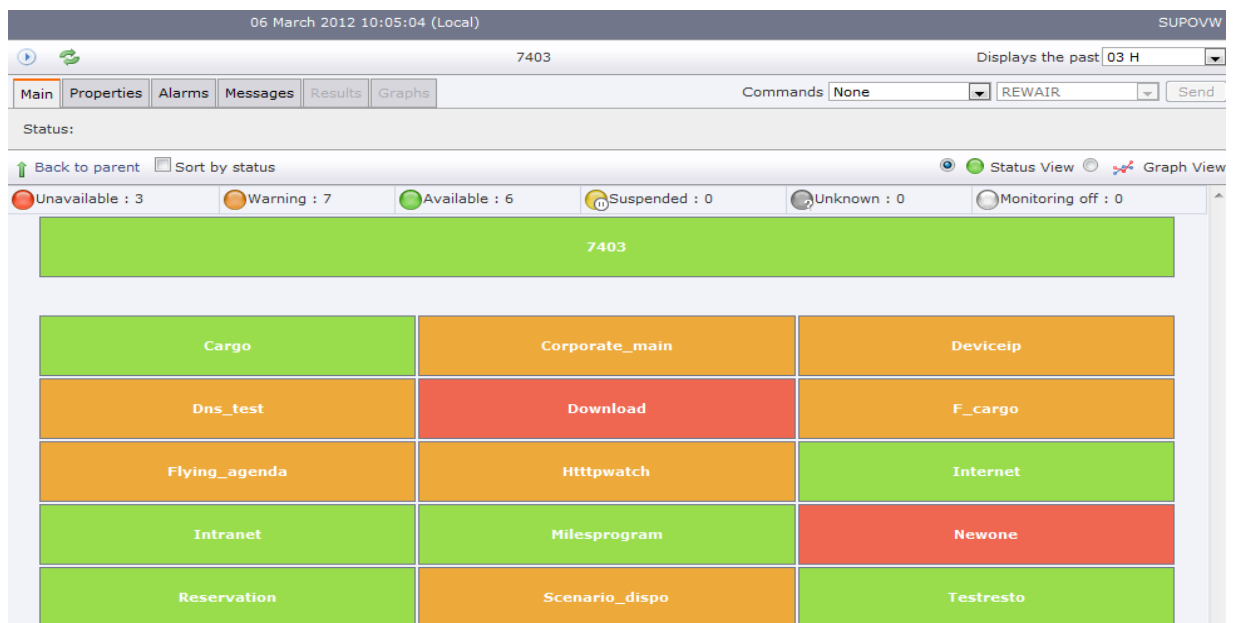 06 March 2012 10:05:04 (Local) SUPOVW
7403 Displays the past 03 H
Main Properties Alarms Messages Results Graphs Commands None REWAIR Send
Status:
Back to parent Sort by status Status View Graph View
Unavailable : 3 Warning : 7 Available : 6 Suspended : 0 Unknown : 0 Monitoring off : 0
7403
Cargo Corporate_main Deviceip
Dns_test Download F_cargo
Flying_agenda Htttpwatch Internet
Intranet Milesprogram Newone
Reservation Scenario_dispo Testresto